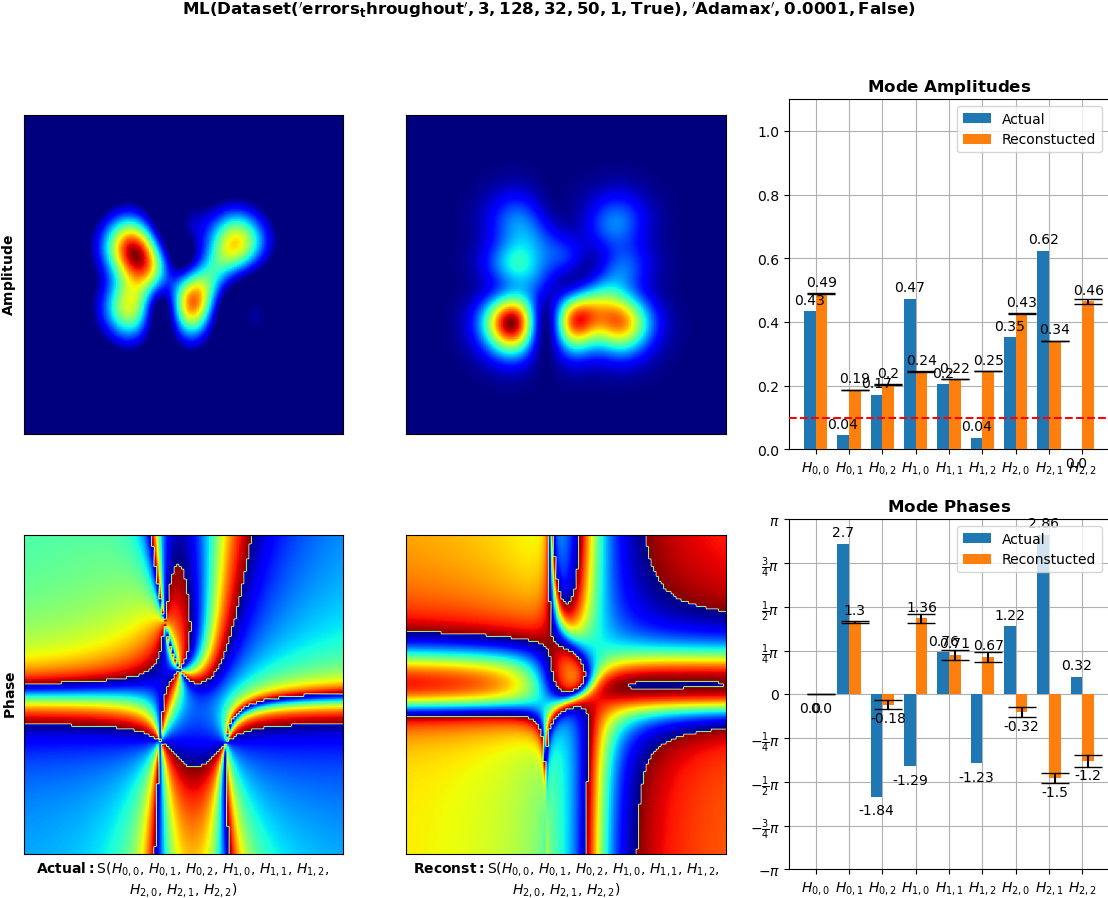 ML(Dataset('errors_throughout', 3, 128, 32, 50, 1, True), 'Adamax', 0.0001, False)
Amplitude
Mode Amplitudes
Actual
Reconstucted
1.0
0.8
0.6
0.4
0.2
0.0
0.43
0.49
0.04
0.19
0.17
0.2
0.47
0.24
0.2
0.22
0.04
0.25
0.35
0.43
0.62
0.34
0.0
0.46
H0,0 H0,1 H0,2 H1,0 H1,1 H1,2 H2,0 H2,1 H2,2
Phase
Mode Phases
Actual
Reconstucted
π
3/4π
1/2π
1/4π
0
−1/4π
−1/2π
−3/4π
−π
0.0
0.0
2.7
1.3
-1.84
-0.18
-1.29
1.36
0.76
0.71
-1.23
0.67
1.22
-0.32
2.86
-1.5
0.32
-1.2
H0,0 H0,1 H0,2 H1,0 H1,1 H1,2 H2,0 H2,1 H2,2
Actual: S(H0,0, H0,1, H0,2, H1,0, H1,1, H1,2,
H2,0, H2,1, H2,2)
Reconst: S(H0,0, H0,1, H0,2, H1,0, H1,1, H1,2,
H2,0, H2,1, H2,2)